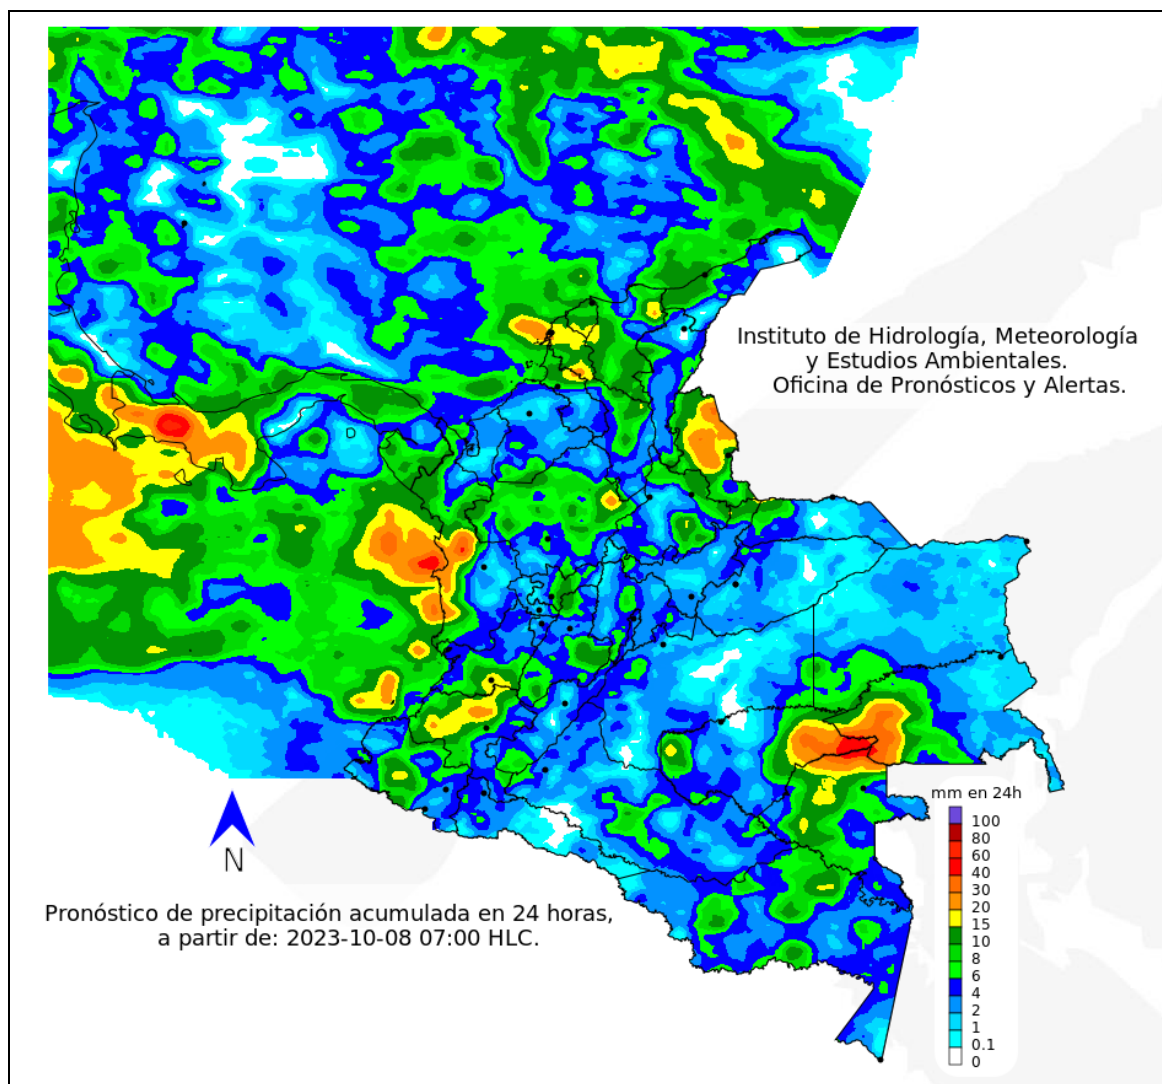 Instituto de Hidrología, Meteorología
y Estudios Ambientales.
Oficina de Pronósticos y Alertas.
mm en 24h
100
80
60
40
30
20
15
10
8
6
4
2
1
0.1
0
N
Pronóstico de precipitación acumulada en 24 horas,
a partir de: 2023-10-08 07:00 HLC.